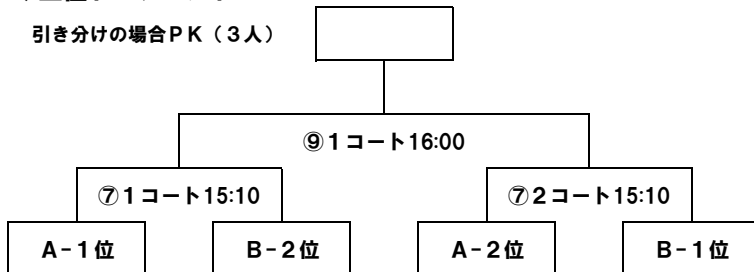 引き分けの場合PK（3人）
⑨1コート16:00
⑦1コート15:10
⑦2コート15:10
A-1位
B-2位
A-2位
B-1位